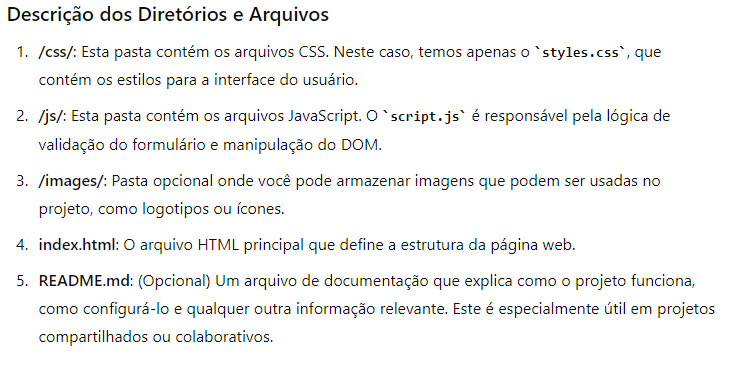 Descrição dos Diretórios e Arquivos
1. /css/: Esta pasta contém os arquivos CSS. Neste caso, temos apenas o `styles.css`, que
contém os estilos para a interface do usuário.
2. /js/: Esta pasta contém os arquivos JavaScript. O `script.js` é responsável pela lógica de
validação do formulário e manipulação do DOM.
3. /images/: Pasta opcional onde você pode armazenar imagens que podem ser usadas no
projeto, como logotipos ou ícones.
4. index.html: O arquivo HTML principal que define a estrutura da página web.
5. README.md: (Opcional) Um arquivo de documentação que explica como o projeto funciona,
como configurá-lo e qualquer outra informação relevante. Este é especialmente útil em projetos
compartilhados ou colaborativos.